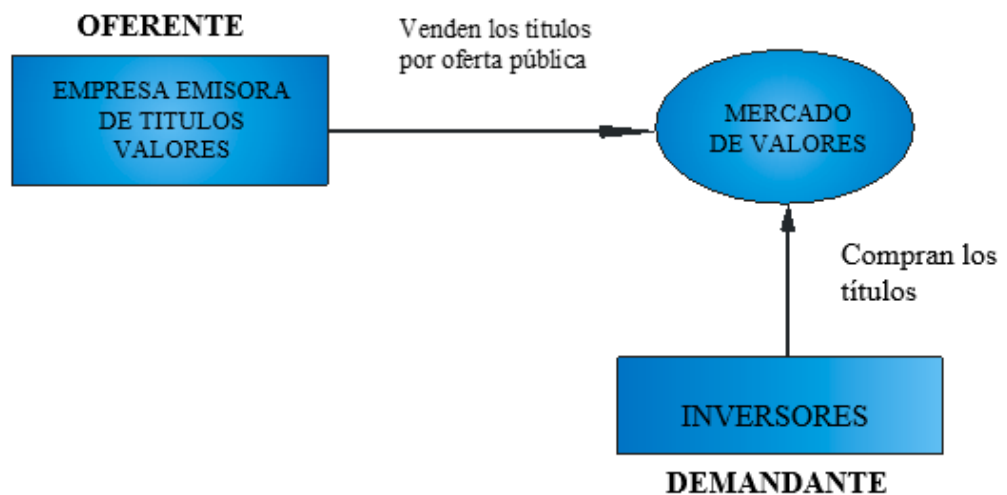 OFERENTE
Venden los titulos
por oferta pública
EMPRESA EMISORA
DE TITULOS
VALORES
MERCADO
DE VALORES
Compran los
títulos
INVERSORES
DEMANDANTE